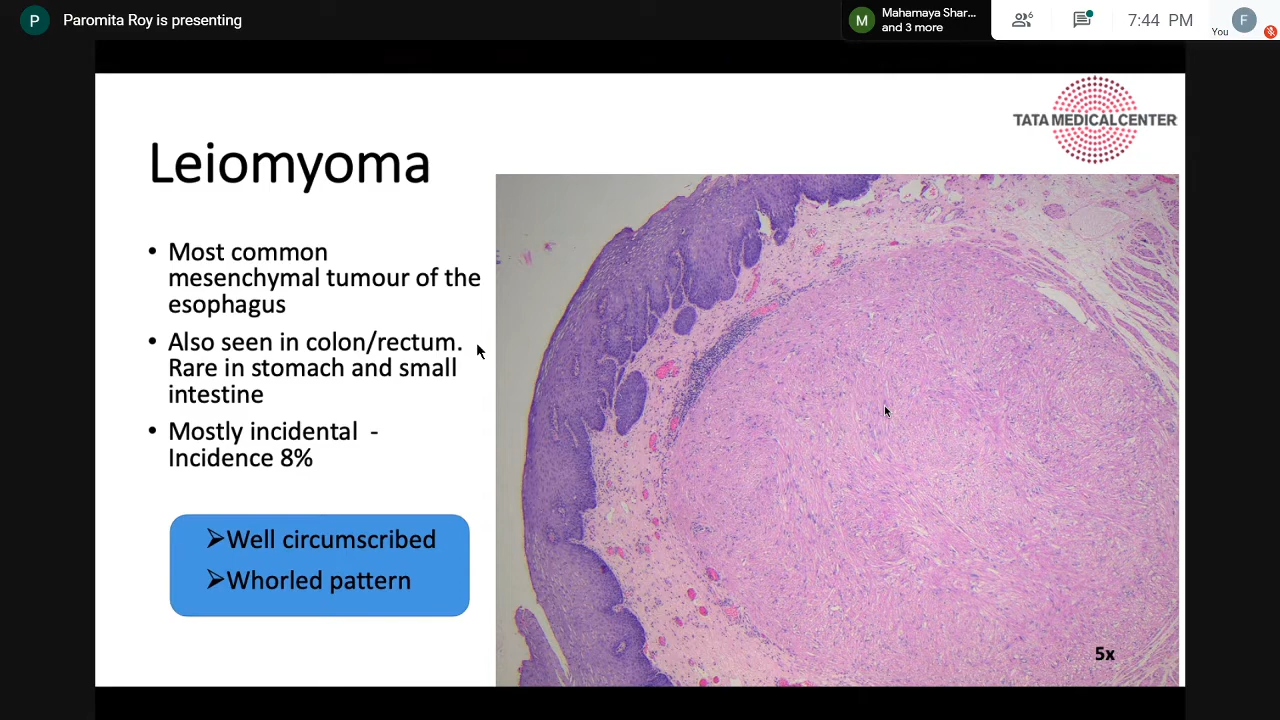 P Paromita Roy is presenting
M Mahamaya Shar...
and 3 more
6
7:44 PM
You
F
TATA MEDICAL CENTER
Leiomyoma
• Most common
mesenchymal tumour of the
esophagus
• Also seen in colon/rectum.
Rare in stomach and small
intestine
• Mostly incidental -
Incidence 8%
➢Well circumscribed
➢Whorled pattern
5x